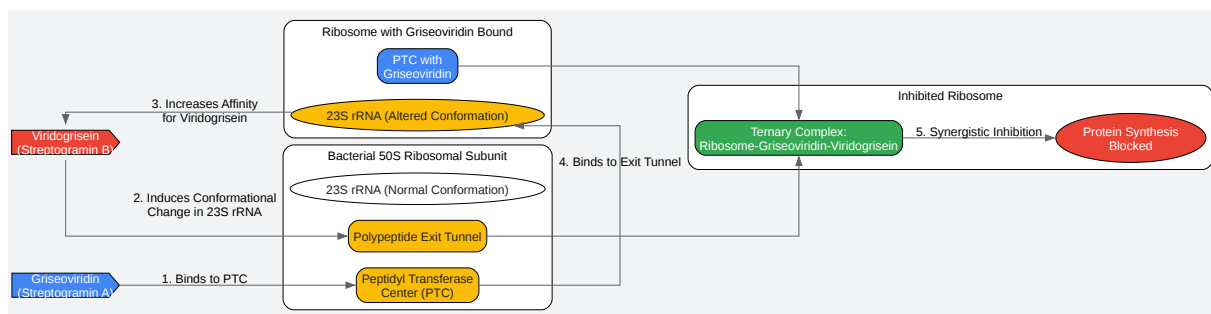 Ribosome with Griseoviridin Bound
PTC with
Griseoviridin
3. Increases Affinity
for Viridogrisein
23S rRNA (Altered Conformation)
Viridogrisein
(Streptogramin B)
Inhibited Ribosome
Ternary Complex:
Ribosome-Griseoviridin-Viridogrisein
5. Synergistic Inhibition
Protein Synthesis
Blocked
Bacterial 50S Ribosomal Subunit
4. Binds to Exit Tunnel
23S rRNA (Normal Conformation)
2. Induces Conformational
Change in 23S rRNA
Polypeptide Exit Tunnel
Griseoviridin
(Streptogramin A)
1. Binds to PTC
Peptidyl Transferase
Center (PTC)